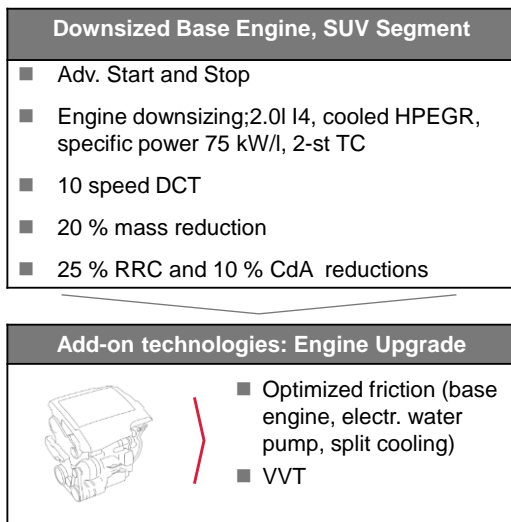 Downsized Base Engine, SUV Segment
■ Adv. Start and Stop
■ Engine downsizing;2.0l I4, cooled HPEGR,
specific power 75 kW/l, 2-st TC
■ 10 speed DCT
■ 20 % mass reduction
■ 25 % RRC and 10 % CdA reductions
Add-on technologies: Engine Upgrade
■ Optimized friction (base
engine, electr. water
pump, split cooling)
■ VVT